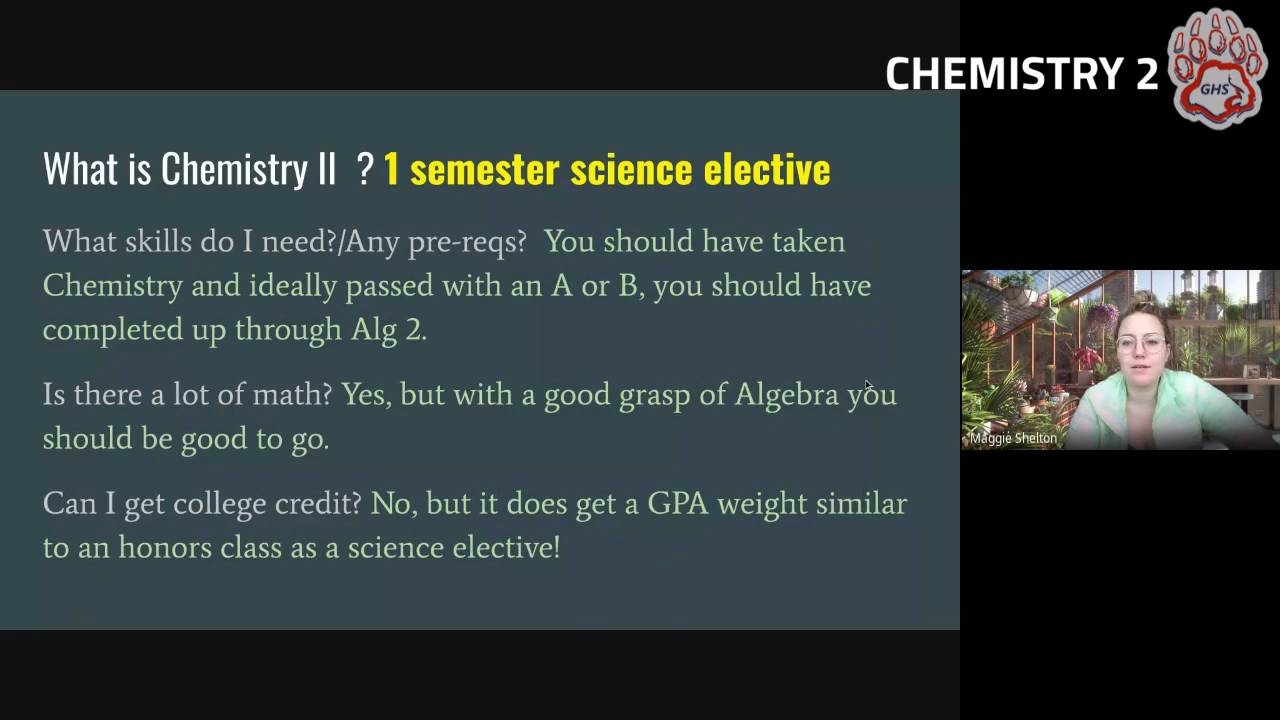 CHEMISTRY 2
GHS
What is Chemistry II ? 1 semester science elective
What skills do I need?/Any pre-reqs? You should have taken
Chemistry and ideally passed with an A or B, you should have
completed up through Alg 2.
Is there a lot of math? Yes, but with a good grasp of Algebra you
should be good to go.
Can I get college credit? No, but it does get a GPA weight similar
to an honors class as a science elective!
Maggie Shelton